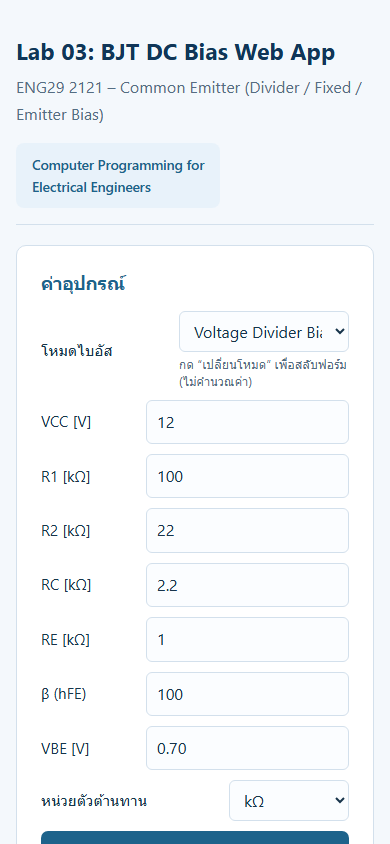 Lab 03: BJT DC Bias Web App
ENG29 2121 – Common Emitter (Divider / Fixed /
Emitter Bias)
Computer Programming for
Electrical Engineers
ค่าอุปกรณ์
โหมดไบอัส
Voltage Divider Bia
กด “เปลี่ยนโหมด” เพื่อสลับฟอร์ม
(ไม่คำนวณค่า)
VCC [V]
12
R1 [kΩ]
100
R2 [kΩ]
22
RC [kΩ]
2.2
RE [kΩ]
1
β (hFE)
100
VBE [V]
0.70
หน่วยตัวต้านทาน
kΩ